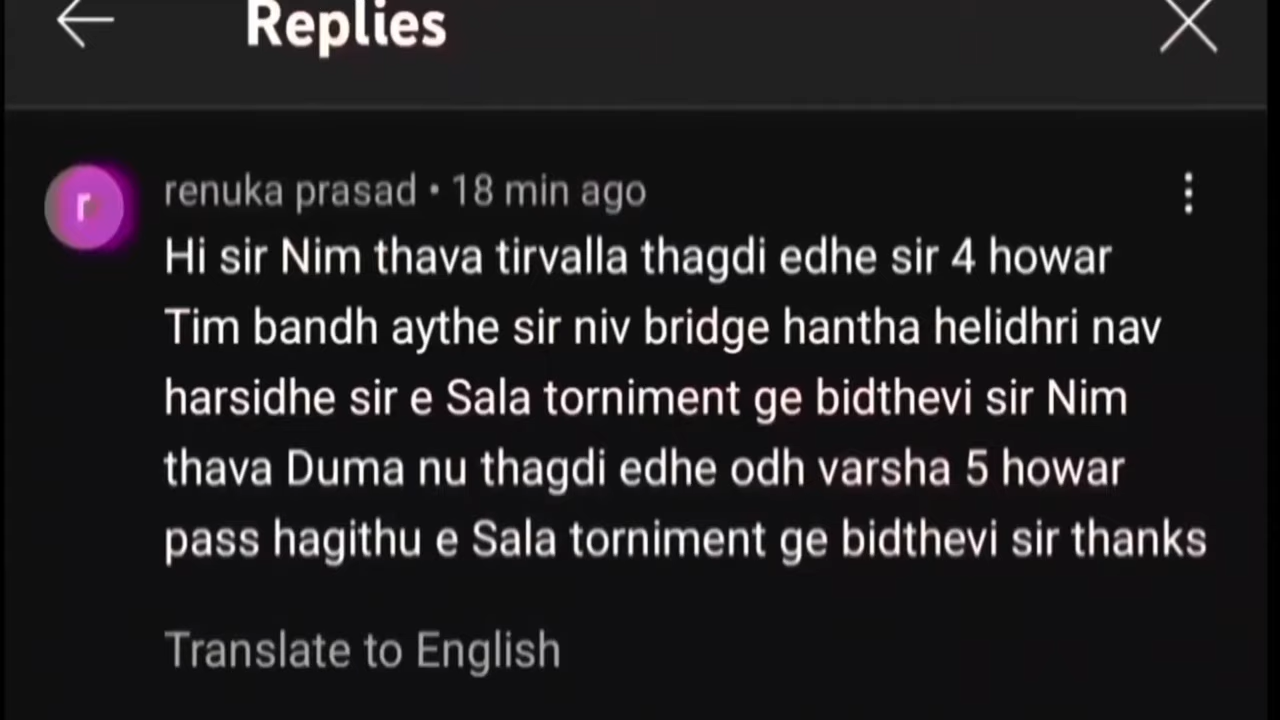 Replies
r
renuka prasad • 18 min ago
Hi sir Nim thava tirvalla thagdi edhe sir 4 howar
Tim bandh aythe sir niv bridge hantha helidhri nav
harsidhe sir e Sala torniment ge bidthevi sir Nim
thava Duma nu thagdi edhe odh varsha 5 howar
pass hagithu e Sala torniment ge bidthevi sir thanks
Translate to English